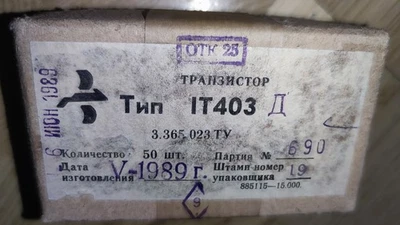 ОТК 25
ТРАНЗИСТОР
Тип 1Т403 Д
3.365.023 ТУ
6 ИЮН 1989
Количество 50 шт. Партия № 690
Дата изготовления V-1989 г. Штамп-номер упаковщика 19
885115—15.000
9